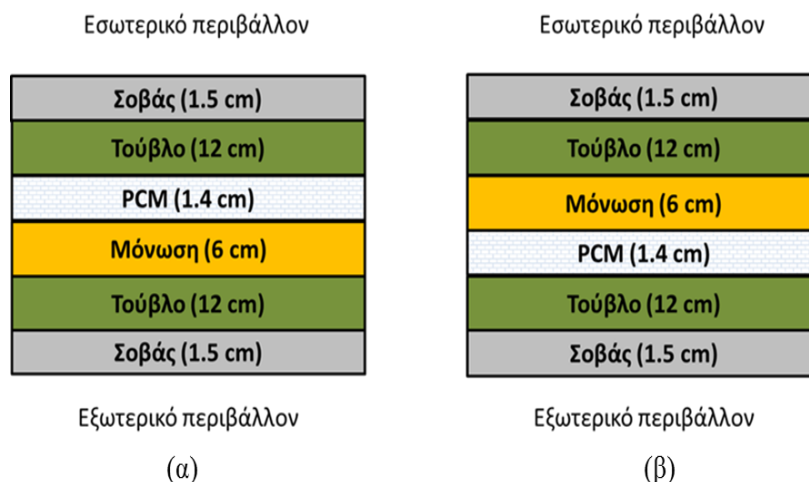 Εσωτερικό περιβάλλον
Σοβάς (1.5 cm)
Τούβλο (12 cm)
PCM (1.4 cm)
Μόνωση (6 cm)
Τούβλο (12 cm)
Σοβάς (1.5 cm)
Εξωτερικό περιβάλλον
(α)
Εσωτερικό περιβάλλον
Σοβάς (1.5 cm)
Τούβλο (12 cm)
Μόνωση (6 cm)
PCM (1.4 cm)
Τούβλο (12 cm)
Σοβάς (1.5 cm)
Εξωτερικό περιβάλλον
(β)